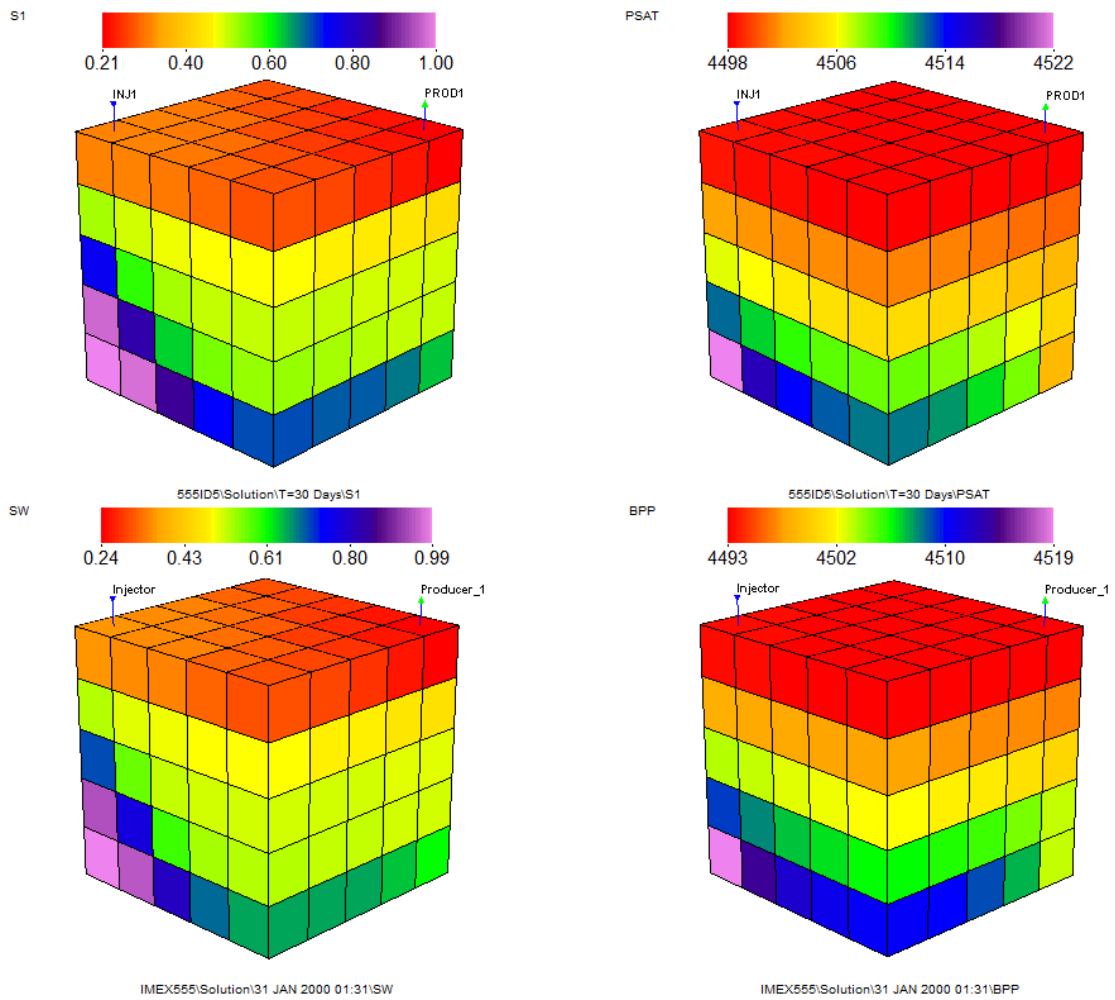 S1
0.21 0.40 0.60 0.80 1.00
INJ1
PROD1
555ID5\Solution\T=30 Days\S1
PSAT
4498 4506 4514 4522
INJ1
PROD1
555ID5\Solution\T=30 Days\PSAT
SW
0.24 0.43 0.61 0.80 0.99
Injector
Producer_1
IMEX555\Solution\31 JAN 2000 01:31\SW
BPP
4493 4502 4510 4519
Injector
Producer_1
IMEX555\Solution\31 JAN 2000 01:31\BPP